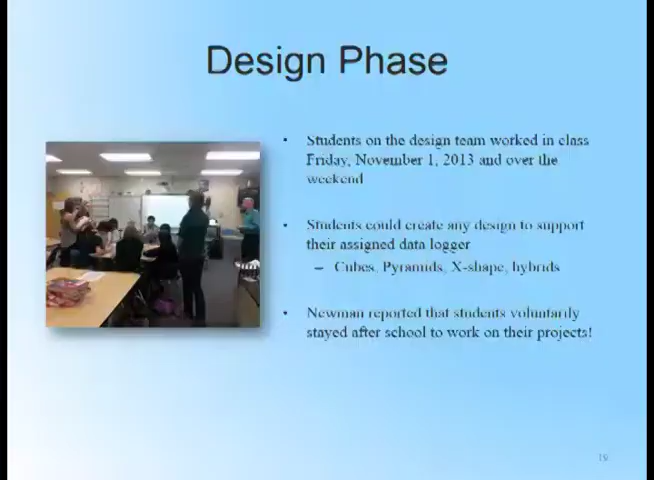 Design Phase
• Students on the design team worked in class
Friday, November 1, 2013 and over the
weekend
• Students could create any design to support
their assigned data logger
– Cubes, Pyramids, X-shape, hybrids
• Newman reported that students voluntarily
stayed after school to work on their projects!
19